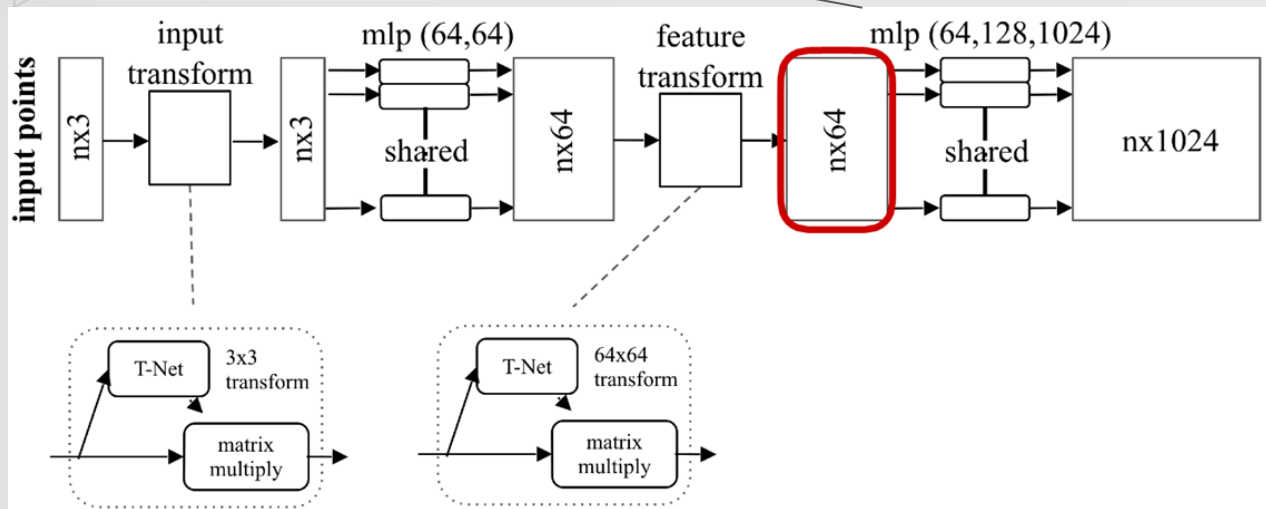 input points
nx3
input
transform
nx3
mlp (64,64)
shared
nx64
feature
transform
nx64
mlp (64,128,1024)
shared
nx1024
T-Net
3x3
transform
matrix
multiply
T-Net
64x64
transform
matrix
multiply